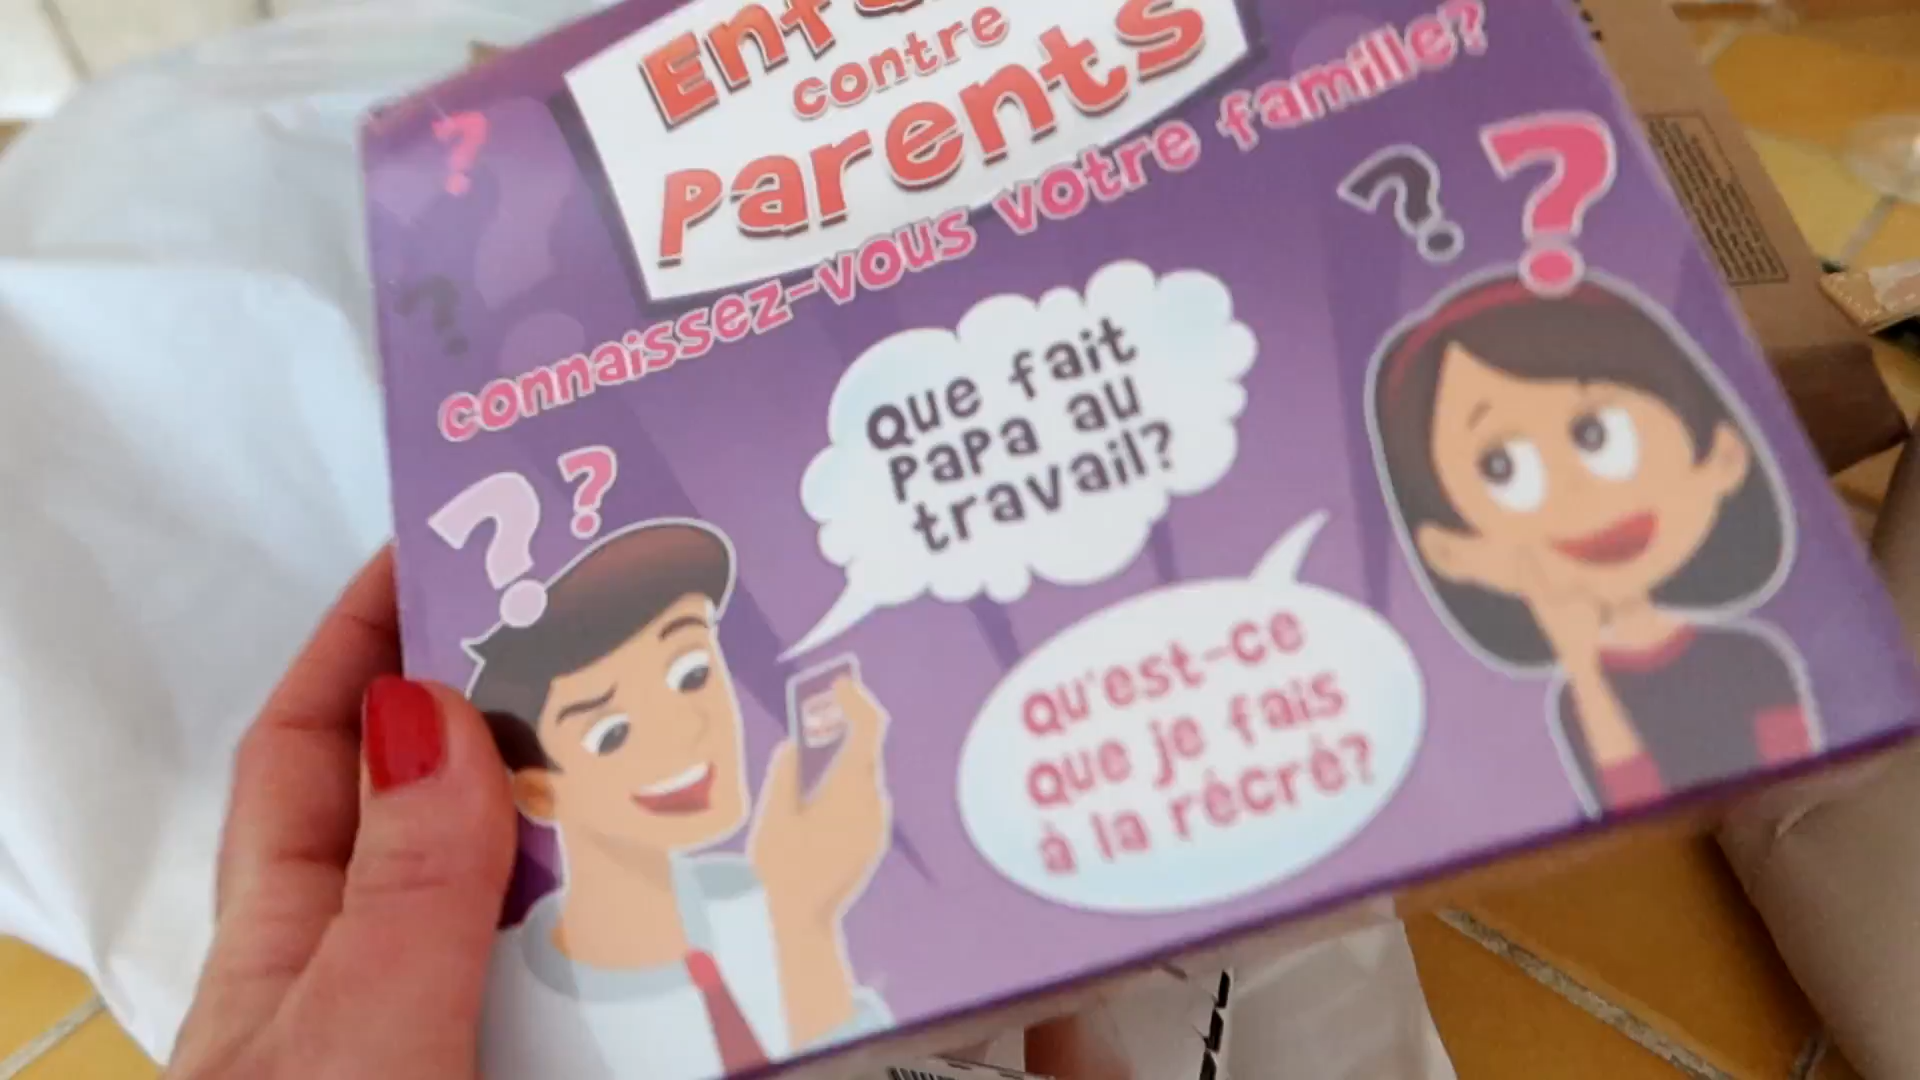 contre
Parents
connaissez-vous votre famille?
Que fait
papa au
travail?
Qu'est-ce
que je fais
à la récré?